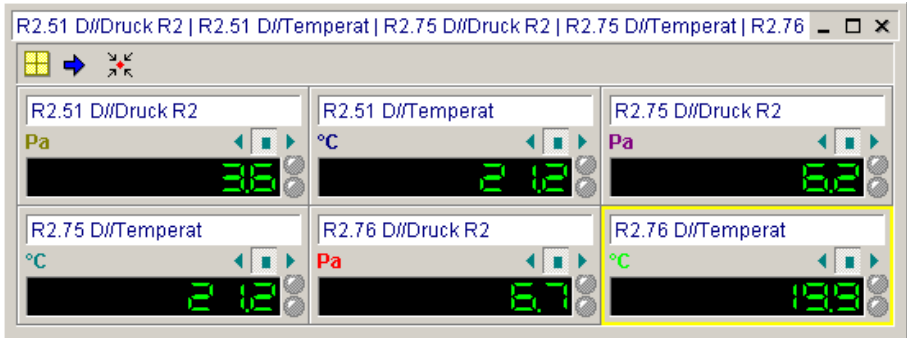 R2.51 D//Druck R2 | R2.51 D//Temperat | R2.75 D//Druck R2 | R2.75 D//Temperat | R2.76
R2.51 D//Druck R2
Pa
3.6
R2.51 D//Temperat
°C
21.2
R2.75 D//Druck R2
Pa
6.2
R2.75 D//Temperat
°C
21.2
R2.76 D//Druck R2
Pa
6.7
R2.76 D//Temperat
°C
19.9